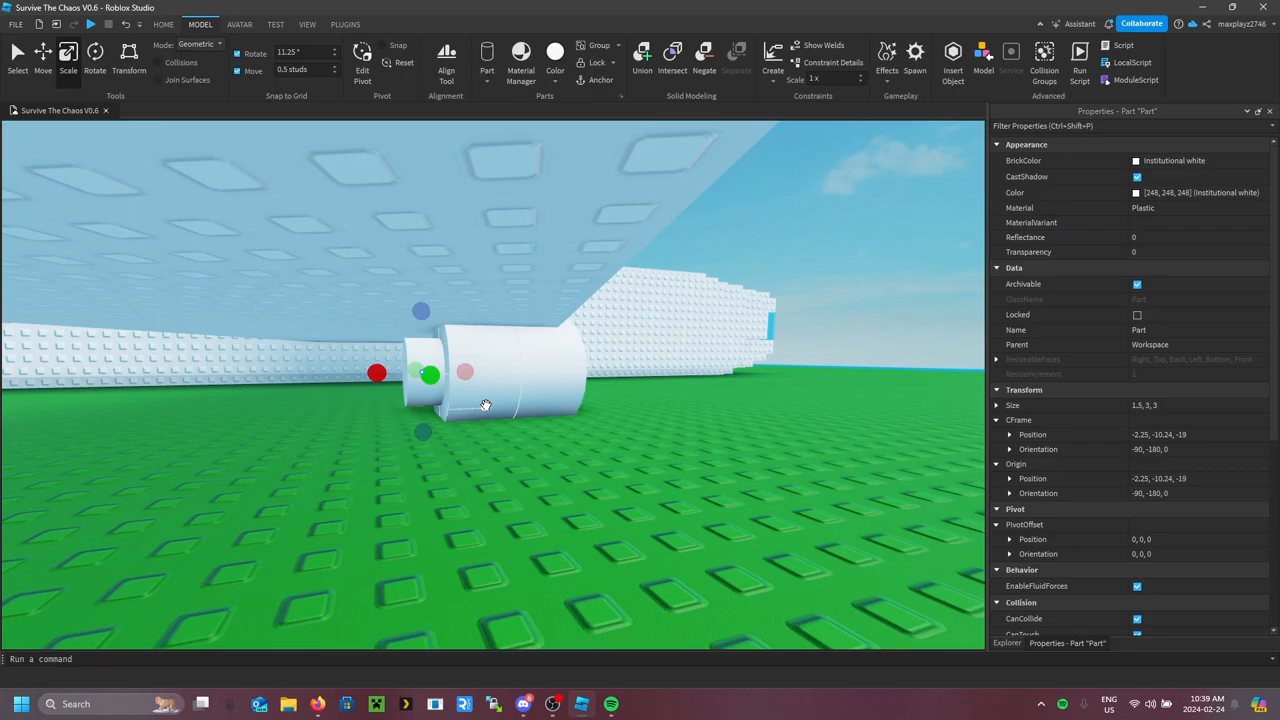 Survive The Chaos V0.6 - Roblox Studio
FILE
HOME
MODEL
AVATAR
TEST
VIEW
PLUGINS
Assistant
Collaborate
maxplayz2746
Select
Move
Scale
Rotate
Transform
Mode:
Geometric
Collisions
Join Surfaces
Tools
Rotate
11.25 °
Move
0.5 studs
Snap to Grid
Edit
Pivot
Snap
Reset
Pivot
Align
Tool
Alignment
Part
Material
Manager
Color
Group
Lock
Anchor
Parts
Union
Intersect
Negate
Separate
Solid Modeling
Create
Show Welds
Constraint Details
Scale
1 x
Constraints
Effects
Spawn
Gameplay
Insert
Object
Model
Service
Collision
Groups
Run
Script
Script
LocalScript
ModuleScript
Advanced
Survive The Chaos V0.6
Properties - Part "Part"
Filter Properties (Ctrl+Shift+P)
Appearance
BrickColor
Institutional white
CastShadow
Color
[248, 248, 248] (Institutional white)
Material
Plastic
MaterialVariant
Reflectance
0
Transparency
0
Data
Archivable
ClassName
Part
Locked
Name
Part
Parent
Workspace
ResizeableFaces
Right, Top, Back, Left, Bottom, Front
ResizeIncrement
1
Transform
Size
1.5, 3, 3
CFrame
Position
-2.25, -10.24, -19
Orientation
-90, -180, 0
Origin
Position
-2.25, -10.24, -19
Orientation
-90, -180, 0
Pivot
PivotOffset
Position
0, 0, 0
Orientation
0, 0, 0
Behavior
EnableFluidForces
Collision
CanCollide
CanTouch
Explorer
Properties - Part "Part"
Run a command
Search
ENG
US
10:39 AM
2024-02-24